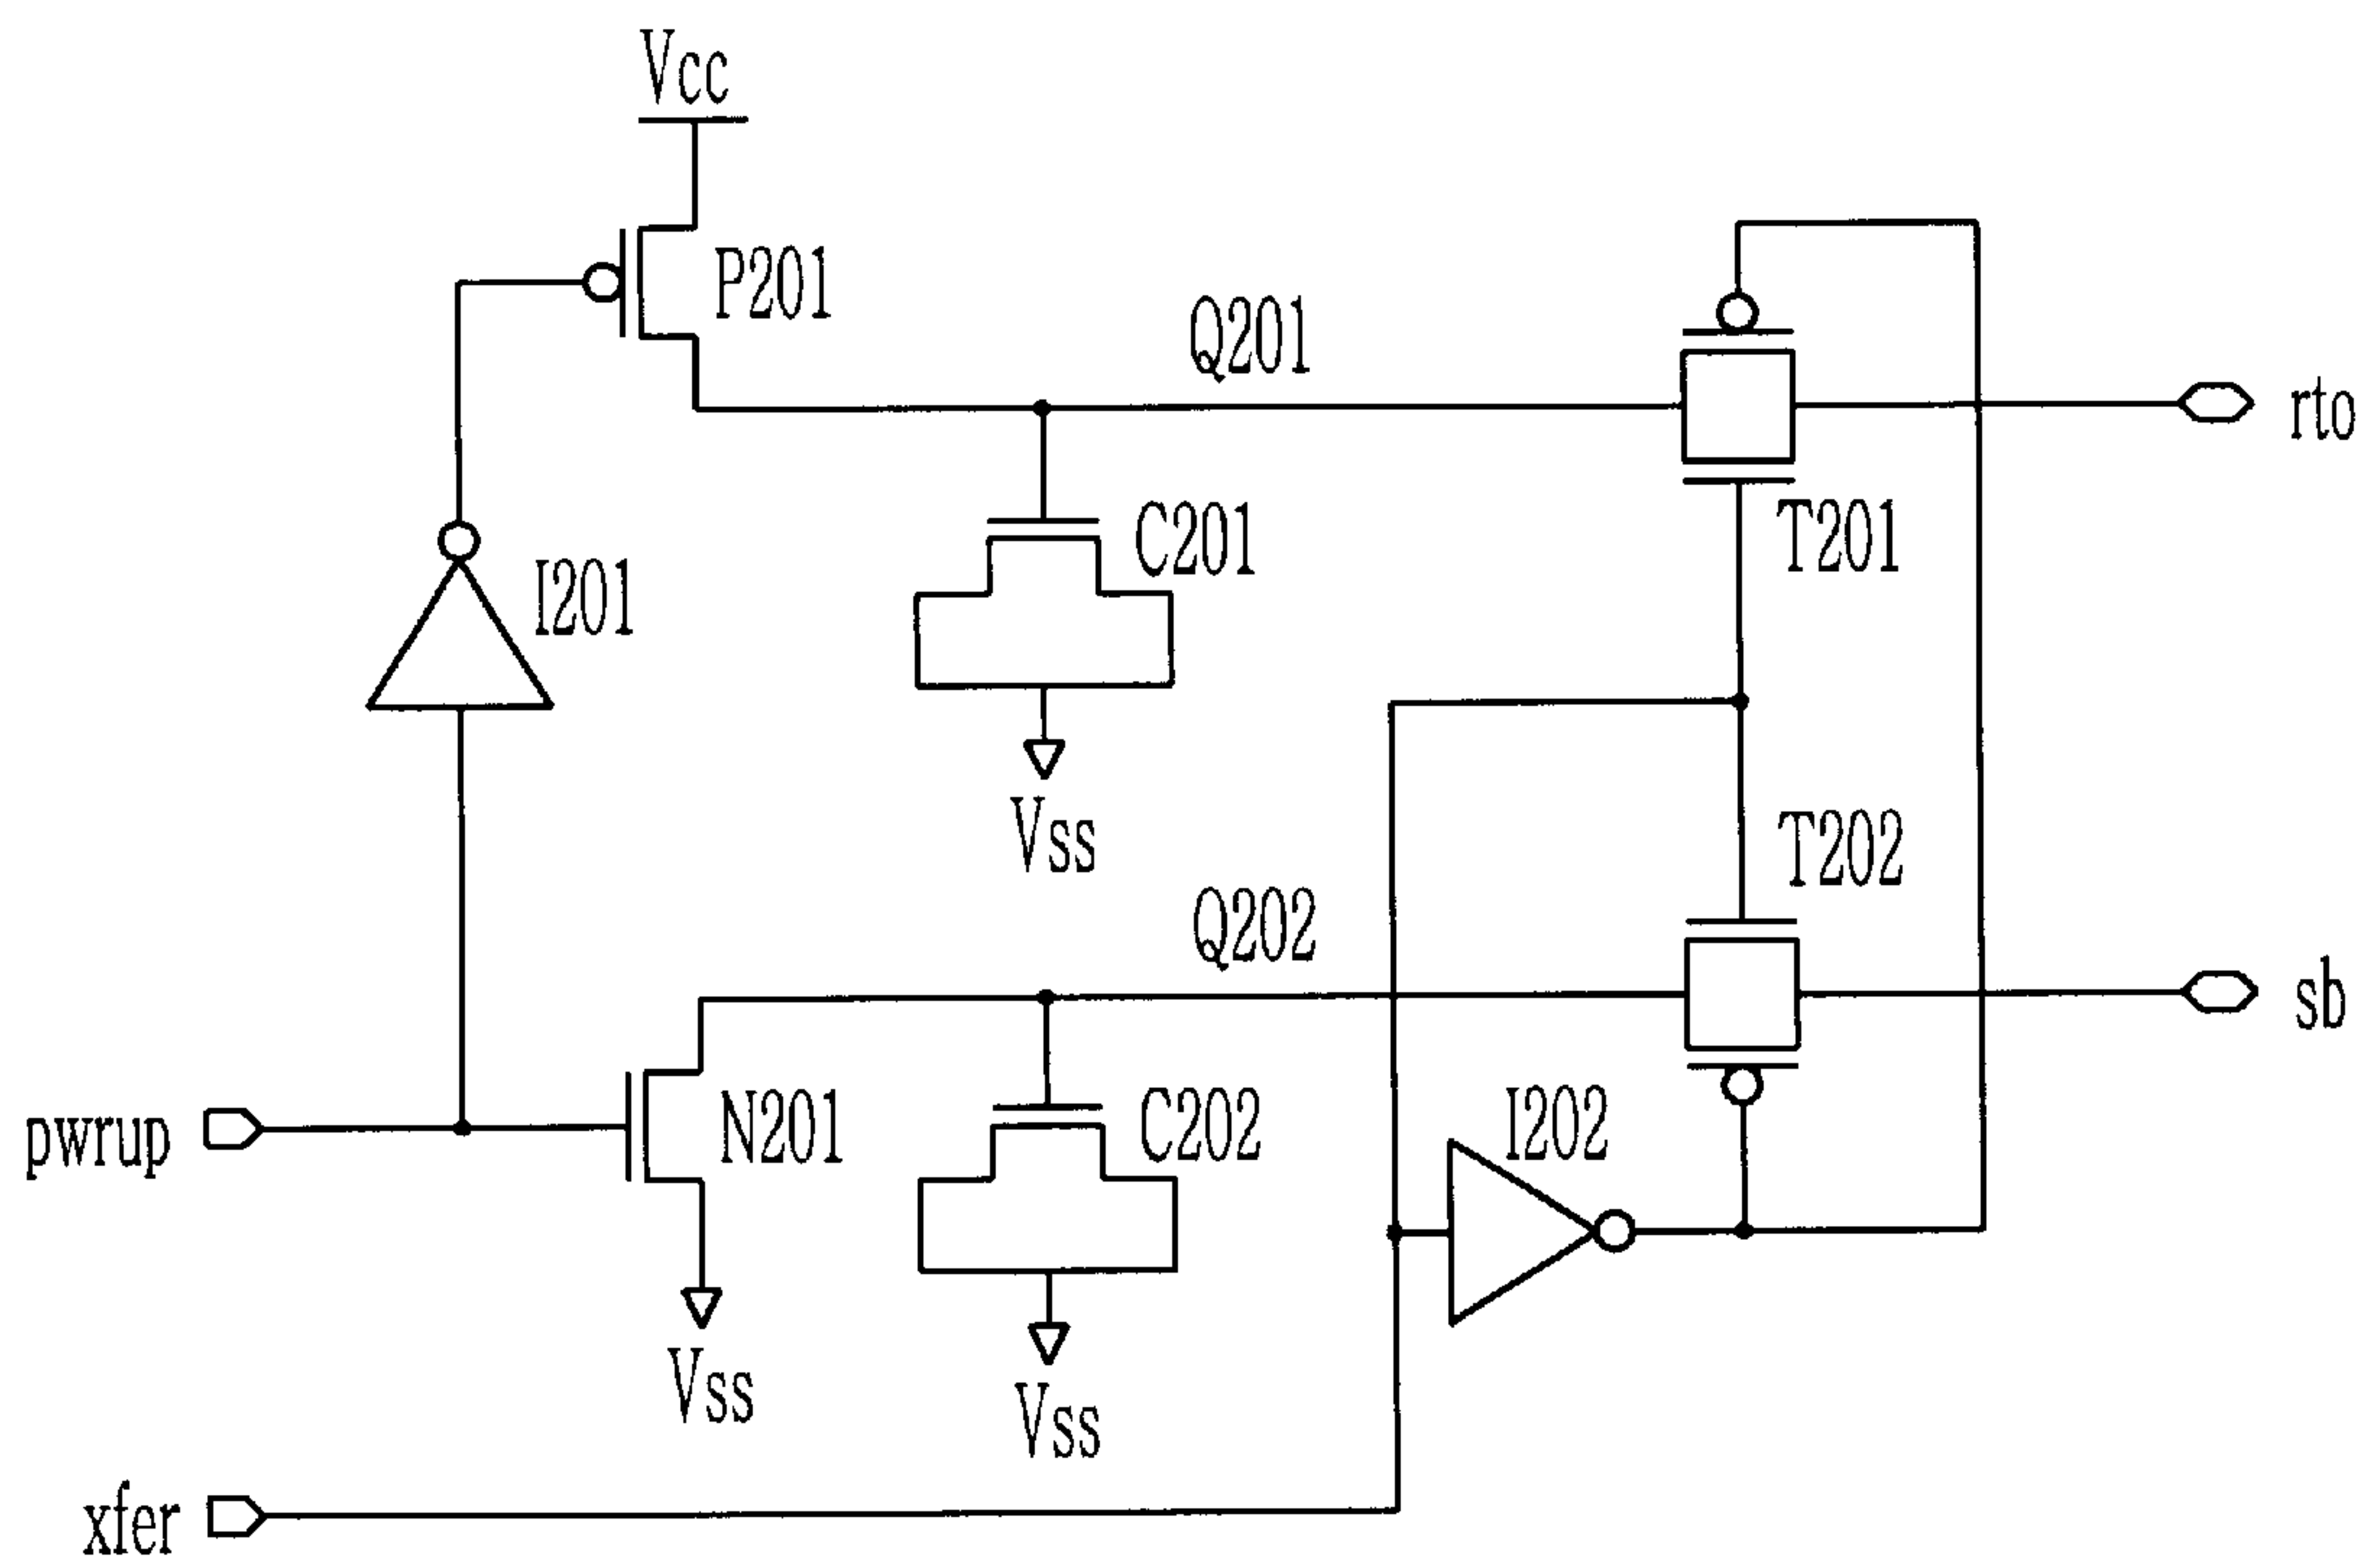 Vcc
P201
Q201
rto
C201
T201
I201
Vss
T202
Q202
sb
pwrup
N201
C202
I202
Vss
Vss
xfer